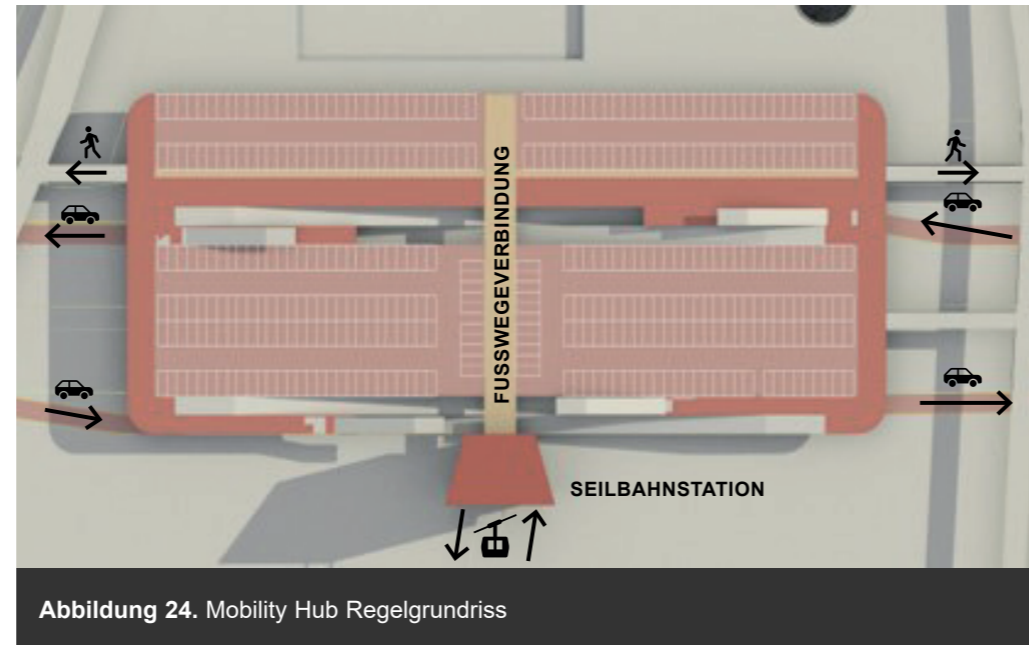 FUSSWEGEVERBINDUNG
SEILBAHNSTATION
Abbildung 24. Mobility Hub Regelgrundriss